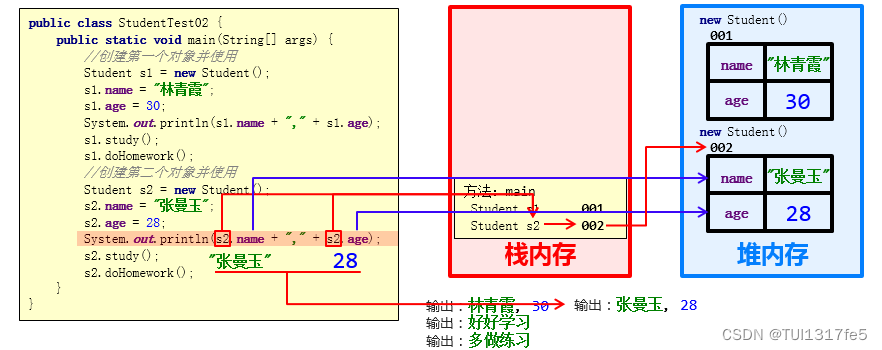 public class StudentTest02 {
public static void main(String[] args) {
//创建第一个对象并使用
Student s1 = new Student();
s1.name = "林青霞";
s1.age = 30;
System.out.println(s1.name + "," + s1.age);
s1.study();
s1.doHomework();
//创建第二个对象并使用
Student s2 = new Student();
s2.name = "张曼玉";
s2.age = 28;
System.out.println(s2.name + "," + s2.age);
s2.study();
s2.doHomework();
}
}
"张曼玉" 28
方法：main
Student s1 001
Student s2 002
栈内存
new Student()
001
name "林青霞"
age 30
new Student()
002
name "张曼玉"
age 28
堆内存
输出：林青霞, 30
输出：好好学习
输出：多做练习
输出：张曼玉, 28
CSDN @TUI1317fe5